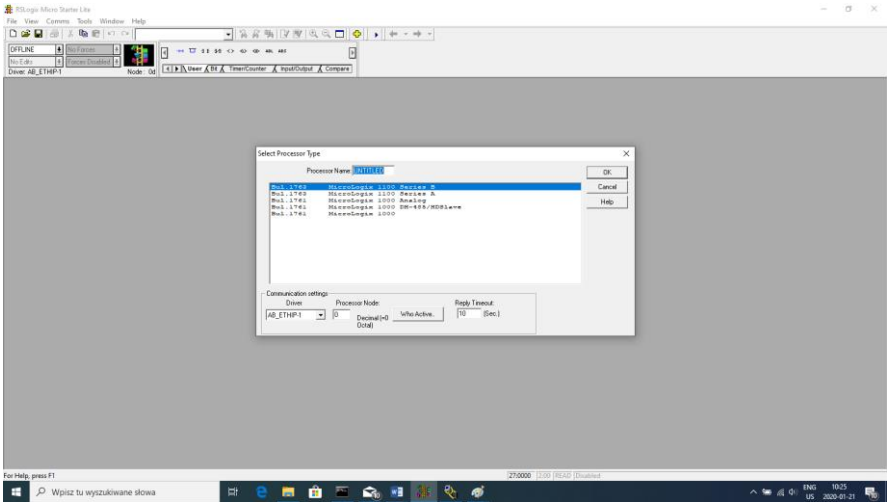 RSLogix Micro Starter Lite
File View Comms Tools Window Help
OFFLINE No Forces
No Edits Forces Disabled
Driver: AB_ETHIP-1 Node : 0d
User Bit Timer/Counter Input/Output Compare
Select Processor Type
Processor Name: UNTITLED
OK
Bul.1763 MicroLogix 1100 Series B
Cancel
Bul.1763 MicroLogix 1100 Series A
Bul.1761 MicroLogix 1000 Analog
Help
Bul.1761 MicroLogix 1000 DH-485/HDSlave
Bul.1761 MicroLogix 1000
Communication settings
Driver Processor Node: Reply Timeout:
AB_ETHIP-1 0 Decimal (=0 Octal) Who Active.. 10 (Sec.)
For Help, press F1
2:0000 READ Disabled
Wpisz tu wyszukiwane słowa
ENG 10:25
US 2020-01-21